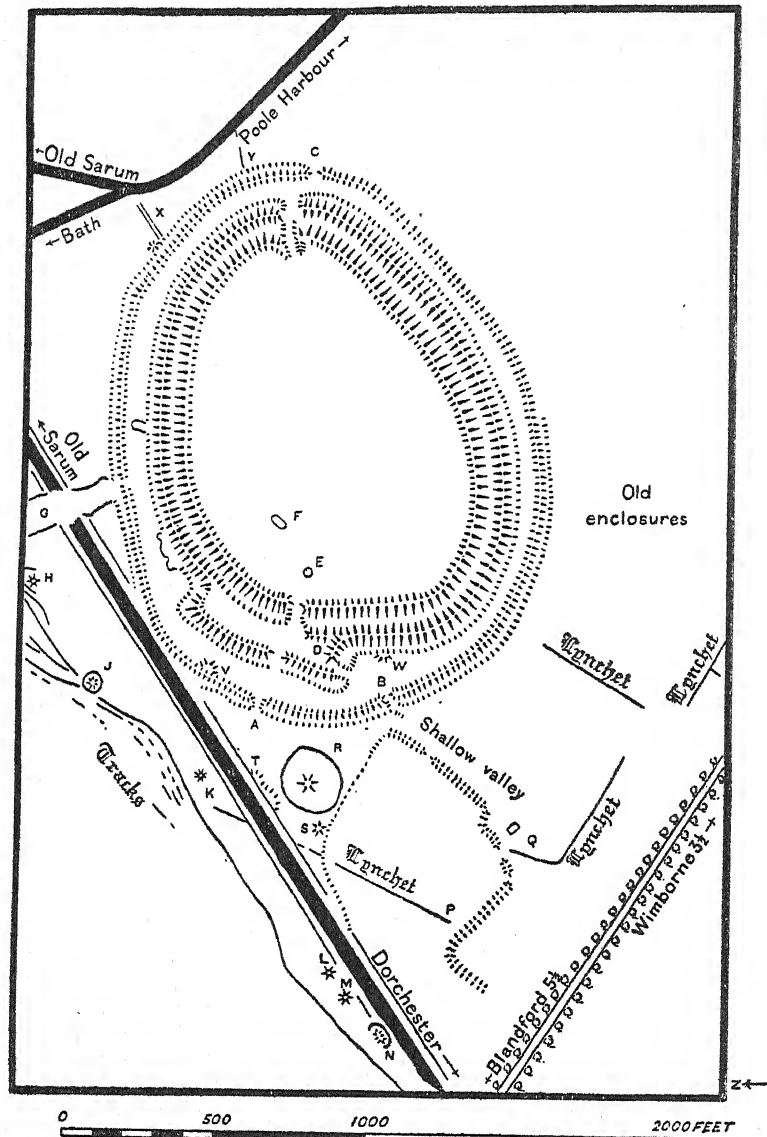 Poole Harbour
Y
C
Old Sarum
X
Bath
Old
Sarum
G
Old
enclosures
F
H
E
Lynchet
Lynchet
D
W
J
V
B
A
Shallow valley
R
T
Tracks
K
S
Q
Lynchet
Lynchet
P
Wimborne 3½
L
M
Dorchester
N
Blandford 5½
Z
0 500 1000 2000 FEET